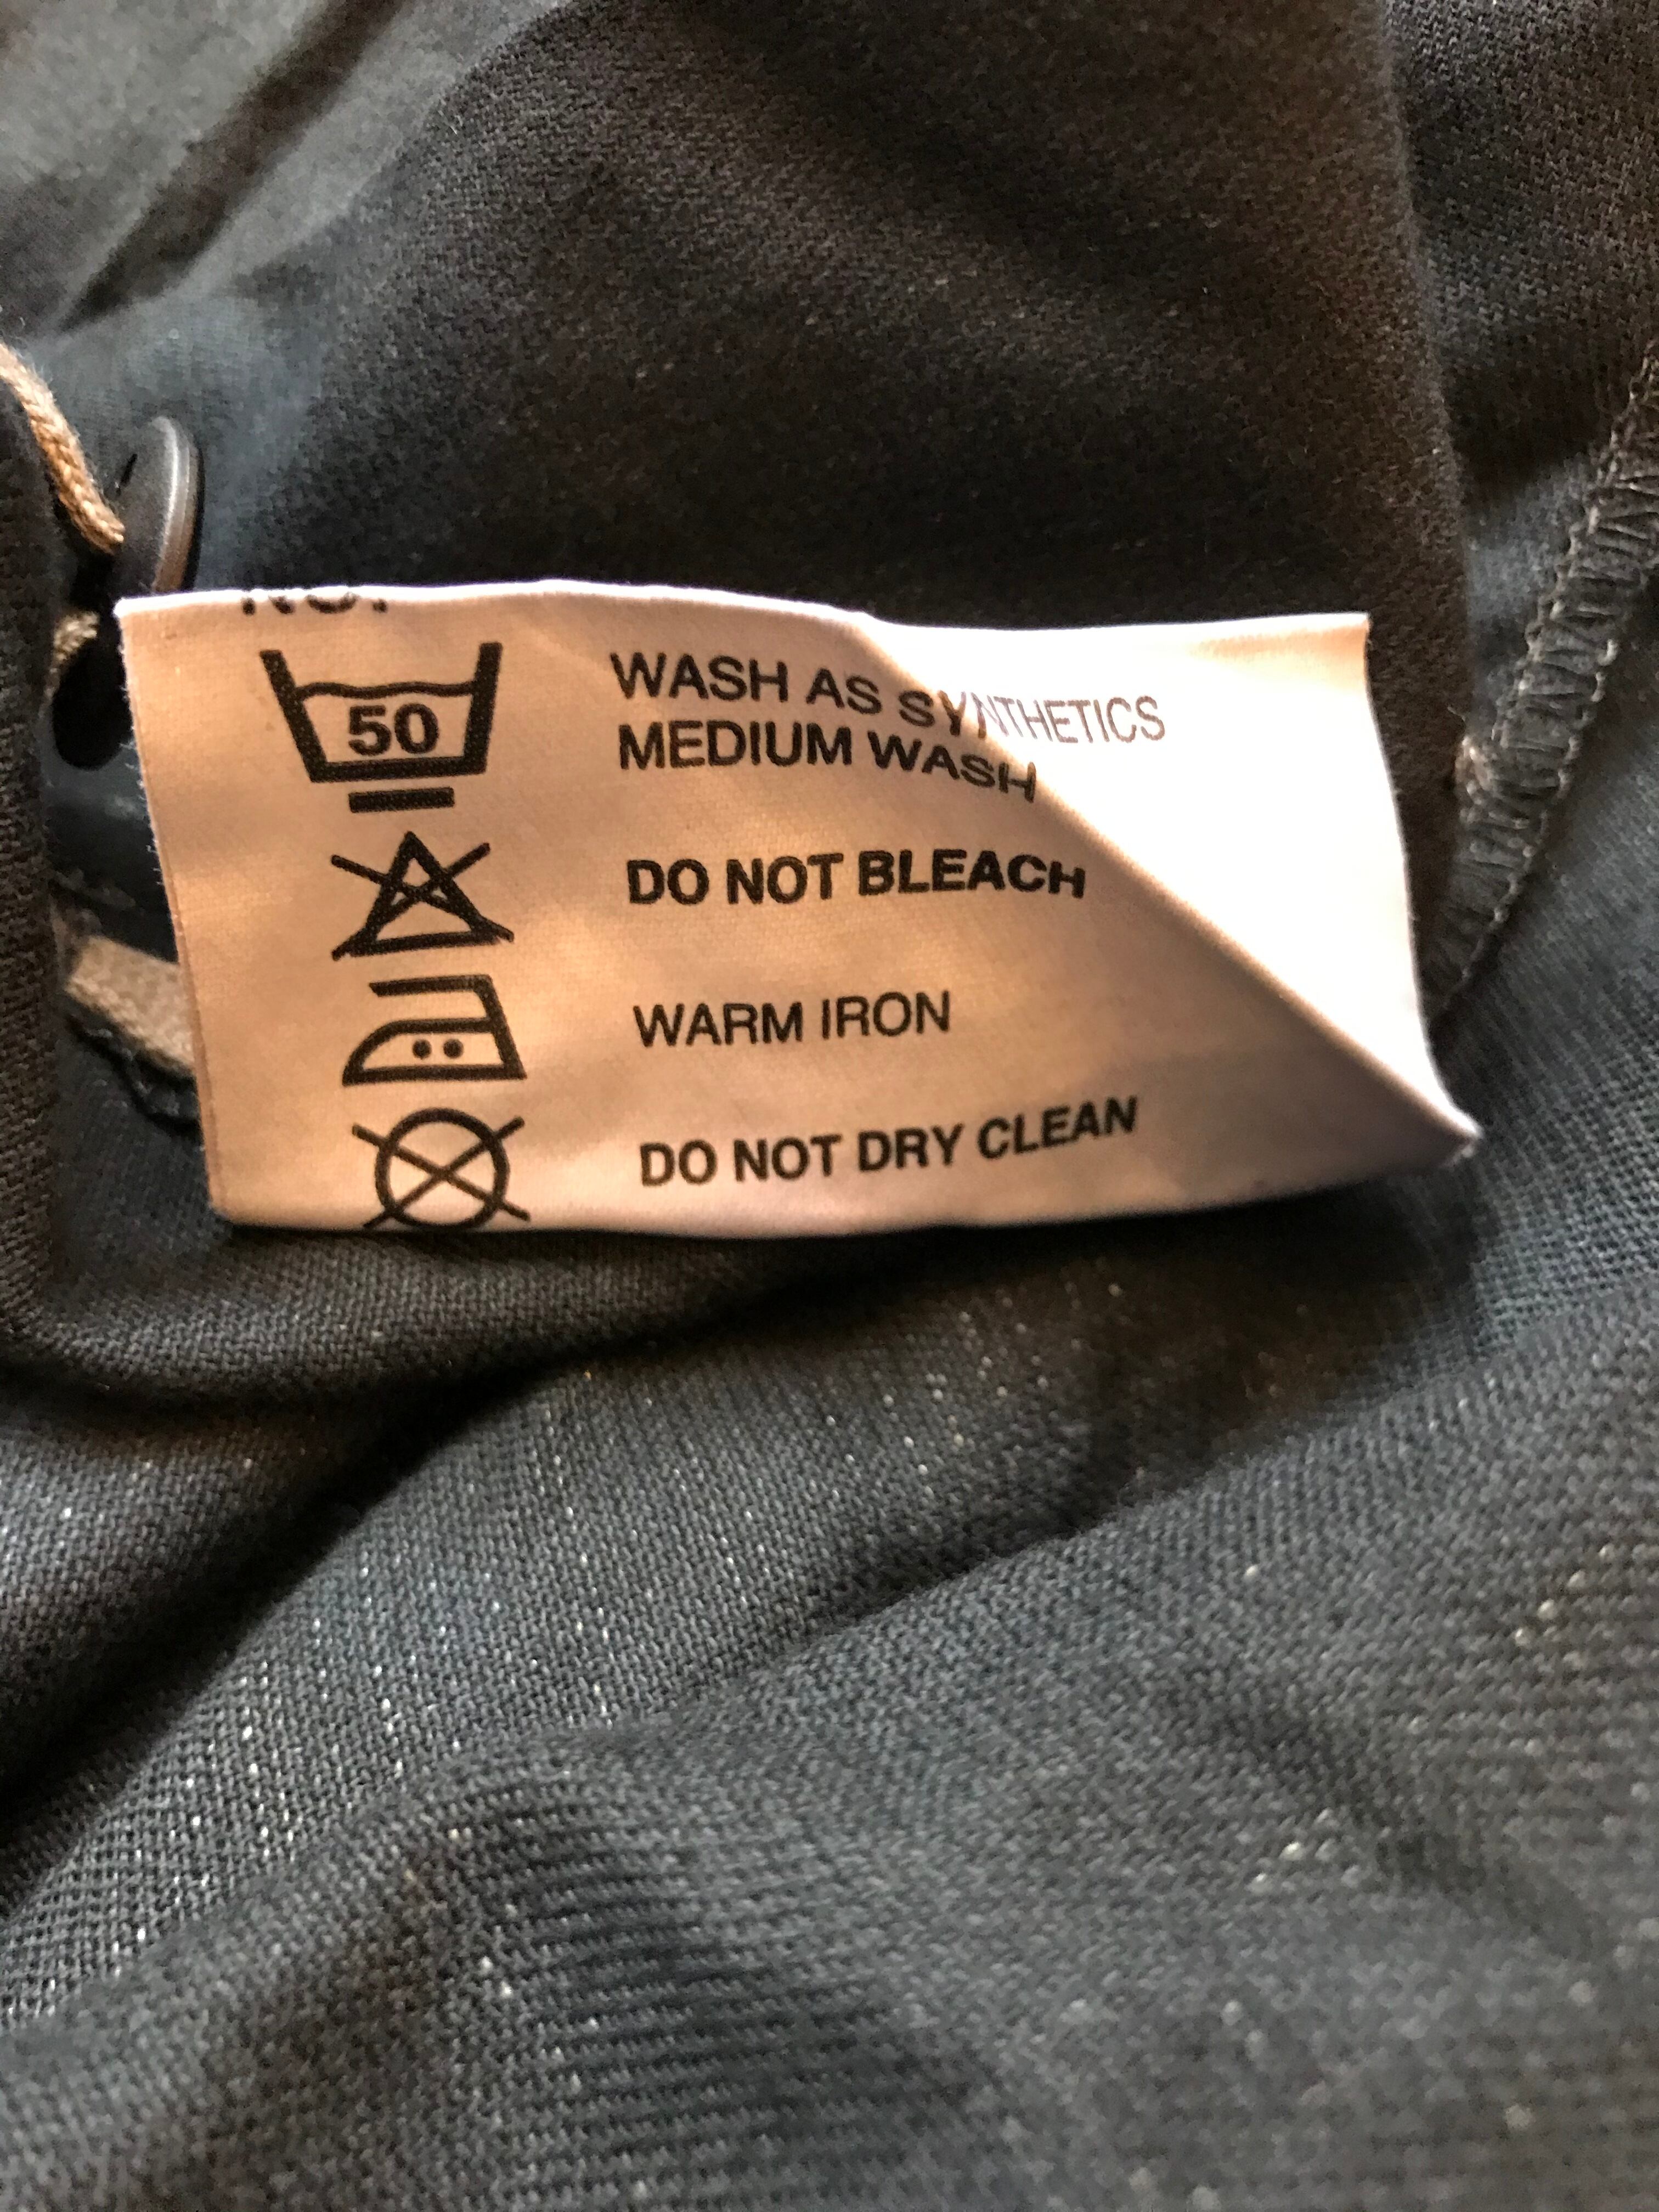 50
WASH AS SYNTHETICS
MEDIUM WASH
DO NOT BLEACH
WARM IRON
DO NOT DRY CLEAN